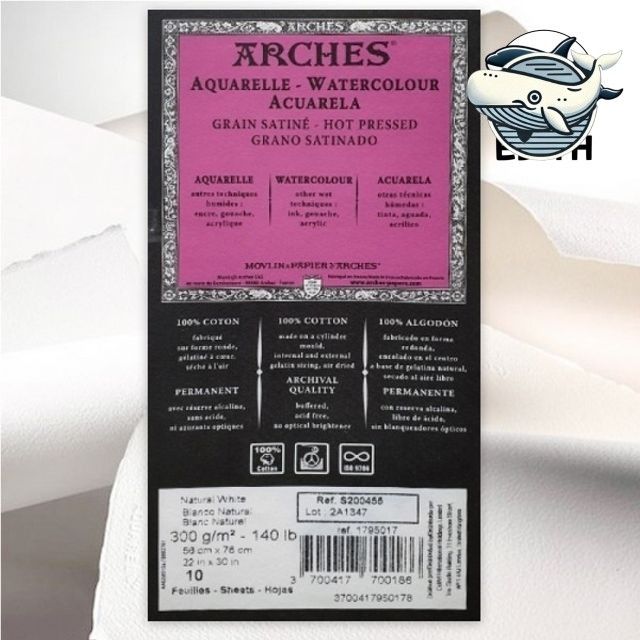 ARCHES®
AQUARELLE - WATERCOLOUR
ACUARELA
GRAIN SATINÉ - HOT PRESSED
GRANO SATINADO
AQUARELLE
autres techniques
humides :
encre, gouache,
acrylique
WATERCOLOUR
other wet
techniques :
ink, gouache,
acrylic
ACUARELA
otras técnicas
húmedas :
tinta, aguada,
acrílico
MOVLIN & PAPIER D'ARCHES
www.arches-papers.com
100% COTON
fabriqué
sur forme ronde,
gélatiné à cœur,
séché à l'air
PERMANENT
avec réserve alcaline,
sans acide,
ni azurants optiques
100% COTTON
made on a cylinder
mould,
internal and external
gelatin sizing, air dried
ARCHIVAL
QUALITY
buffered,
acid free,
no optical brightener
100% ALGODÓN
fabricado en forma
redonda,
encolado en el centro
a base de gelatina natural,
secado al aire libre
PERMANENTE
con reserva alcalina,
libre de ácido,
sin blanqueadores ópticos
100%
Cotton
ISO 9706
Natural White
Blanco Natural
Blanc Naturel
300 g/m² - 140 lb
56 cm x 76 cm
22 in x 30 in
10
Feuilles - Sheets - Hojas
Ref. S200456
Lot : 2A1347
ref. 1795017
3 700417 700186
3700417950178